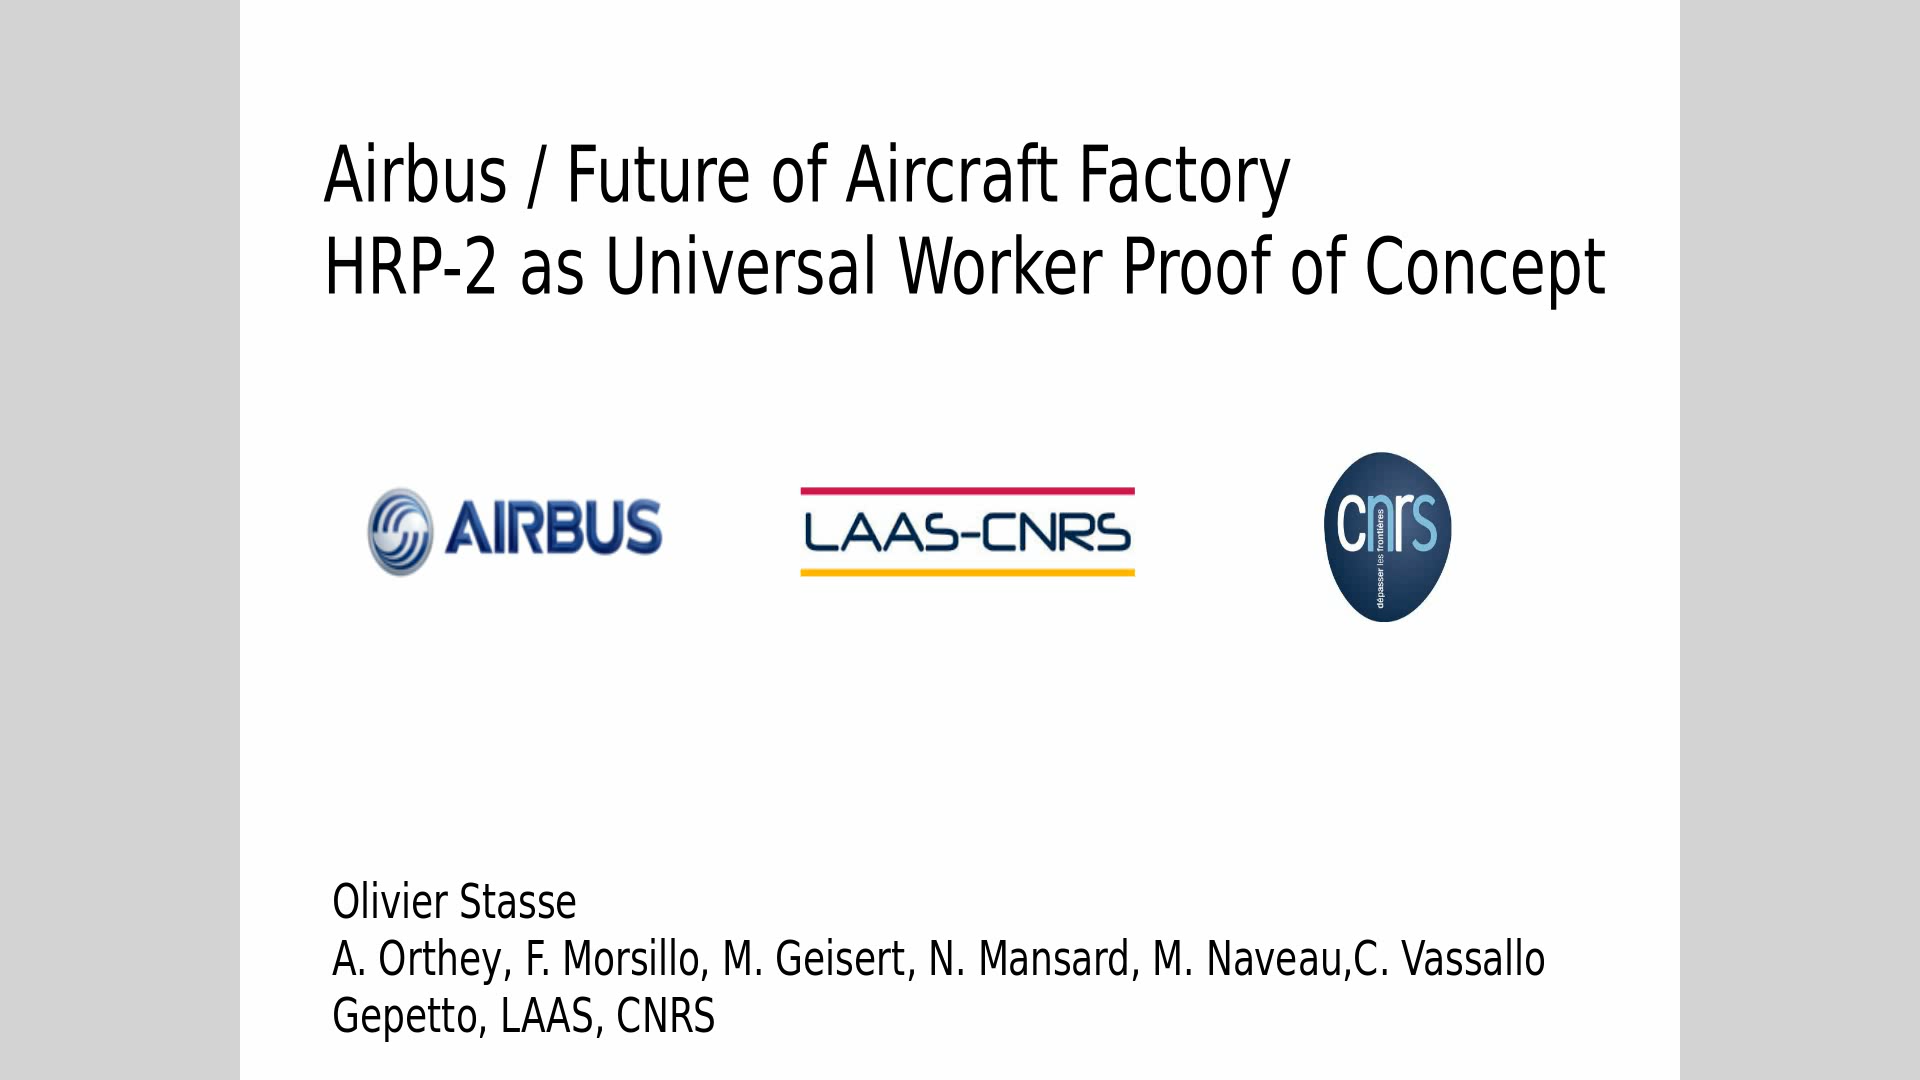 Airbus / Future of Aircraft Factory
HRP-2 as Universal Worker Proof of Concept
AIRBUS
LAAS-CNRS
cnrs
dépasser les frontières
Olivier Stasse
A. Orthey, F. Morsillo, M. Geisert, N. Mansard, M. Naveau,C. Vassallo
Gepetto, LAAS, CNRS